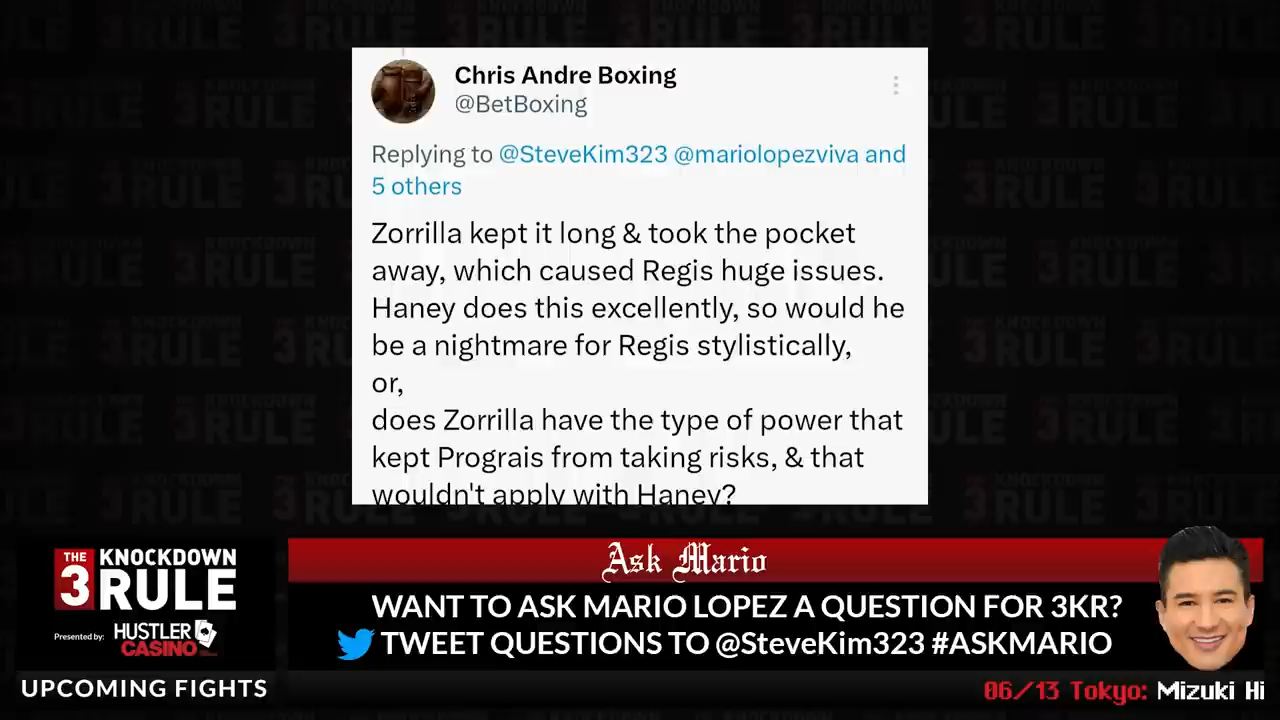 Chris Andre Boxing
@BetBoxing
Replying to @SteveKim323 @mariolopezviva and
5 others
Zorrilla kept it long & took the pocket
away, which caused Regis huge issues.
Haney does this excellently, so would he
be a nightmare for Regis stylistically,
or,
does Zorrilla have the type of power that
kept Prograis from taking risks, & that
wouldn't apply with Haney?
THE
3 KNOCKDOWN
RULE
Presented by: HUSTLER
CASINO
Ask Mario
WANT TO ASK MARIO LOPEZ A QUESTION FOR 3KR?
TWEET QUESTIONS TO @SteveKim323 #ASKMARIO
UPCOMING FIGHTS
06/13 Tokyo: Mizuki Hi